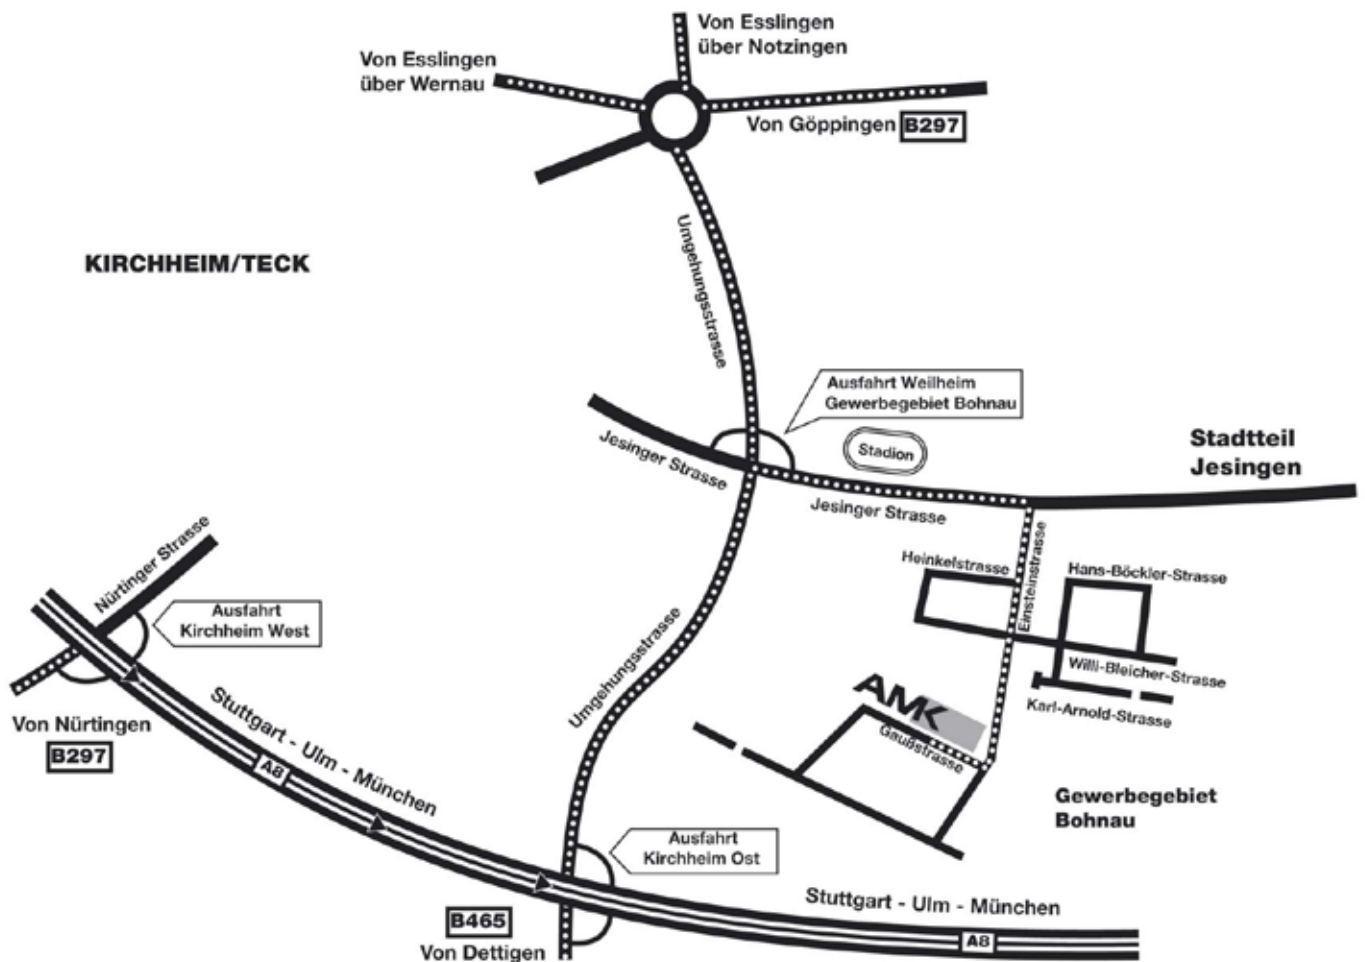 Von Esslingen
über Notzingen
Von Esslingen
über Wernau
Von Göppingen B297
Umgehungsstrasse
KIRCHHEIM/TECK
Ausfahrt Weilheim
Gewerbegebiet Bohnau
Stadion
Stadtteil
Jesingen
Jesinger Strasse
Jesinger Strasse
Nürtinger Strasse
Heinkelstrasse
Einsteinstrasse
Hans-Böckler-Strasse
Ausfahrt
Kirchheim West
Umgehungsstrasse
Willi-Bleicher-Strasse
Karl-Arnold-Strasse
AMK
Gaußstrasse
Von Nürtingen
B297
Stuttgart - Ulm - München
A8
Gewerbegebiet
Bohnau
Ausfahrt
Kirchheim Ost
Stuttgart - Ulm - München
A8
B465
Von Dettigen